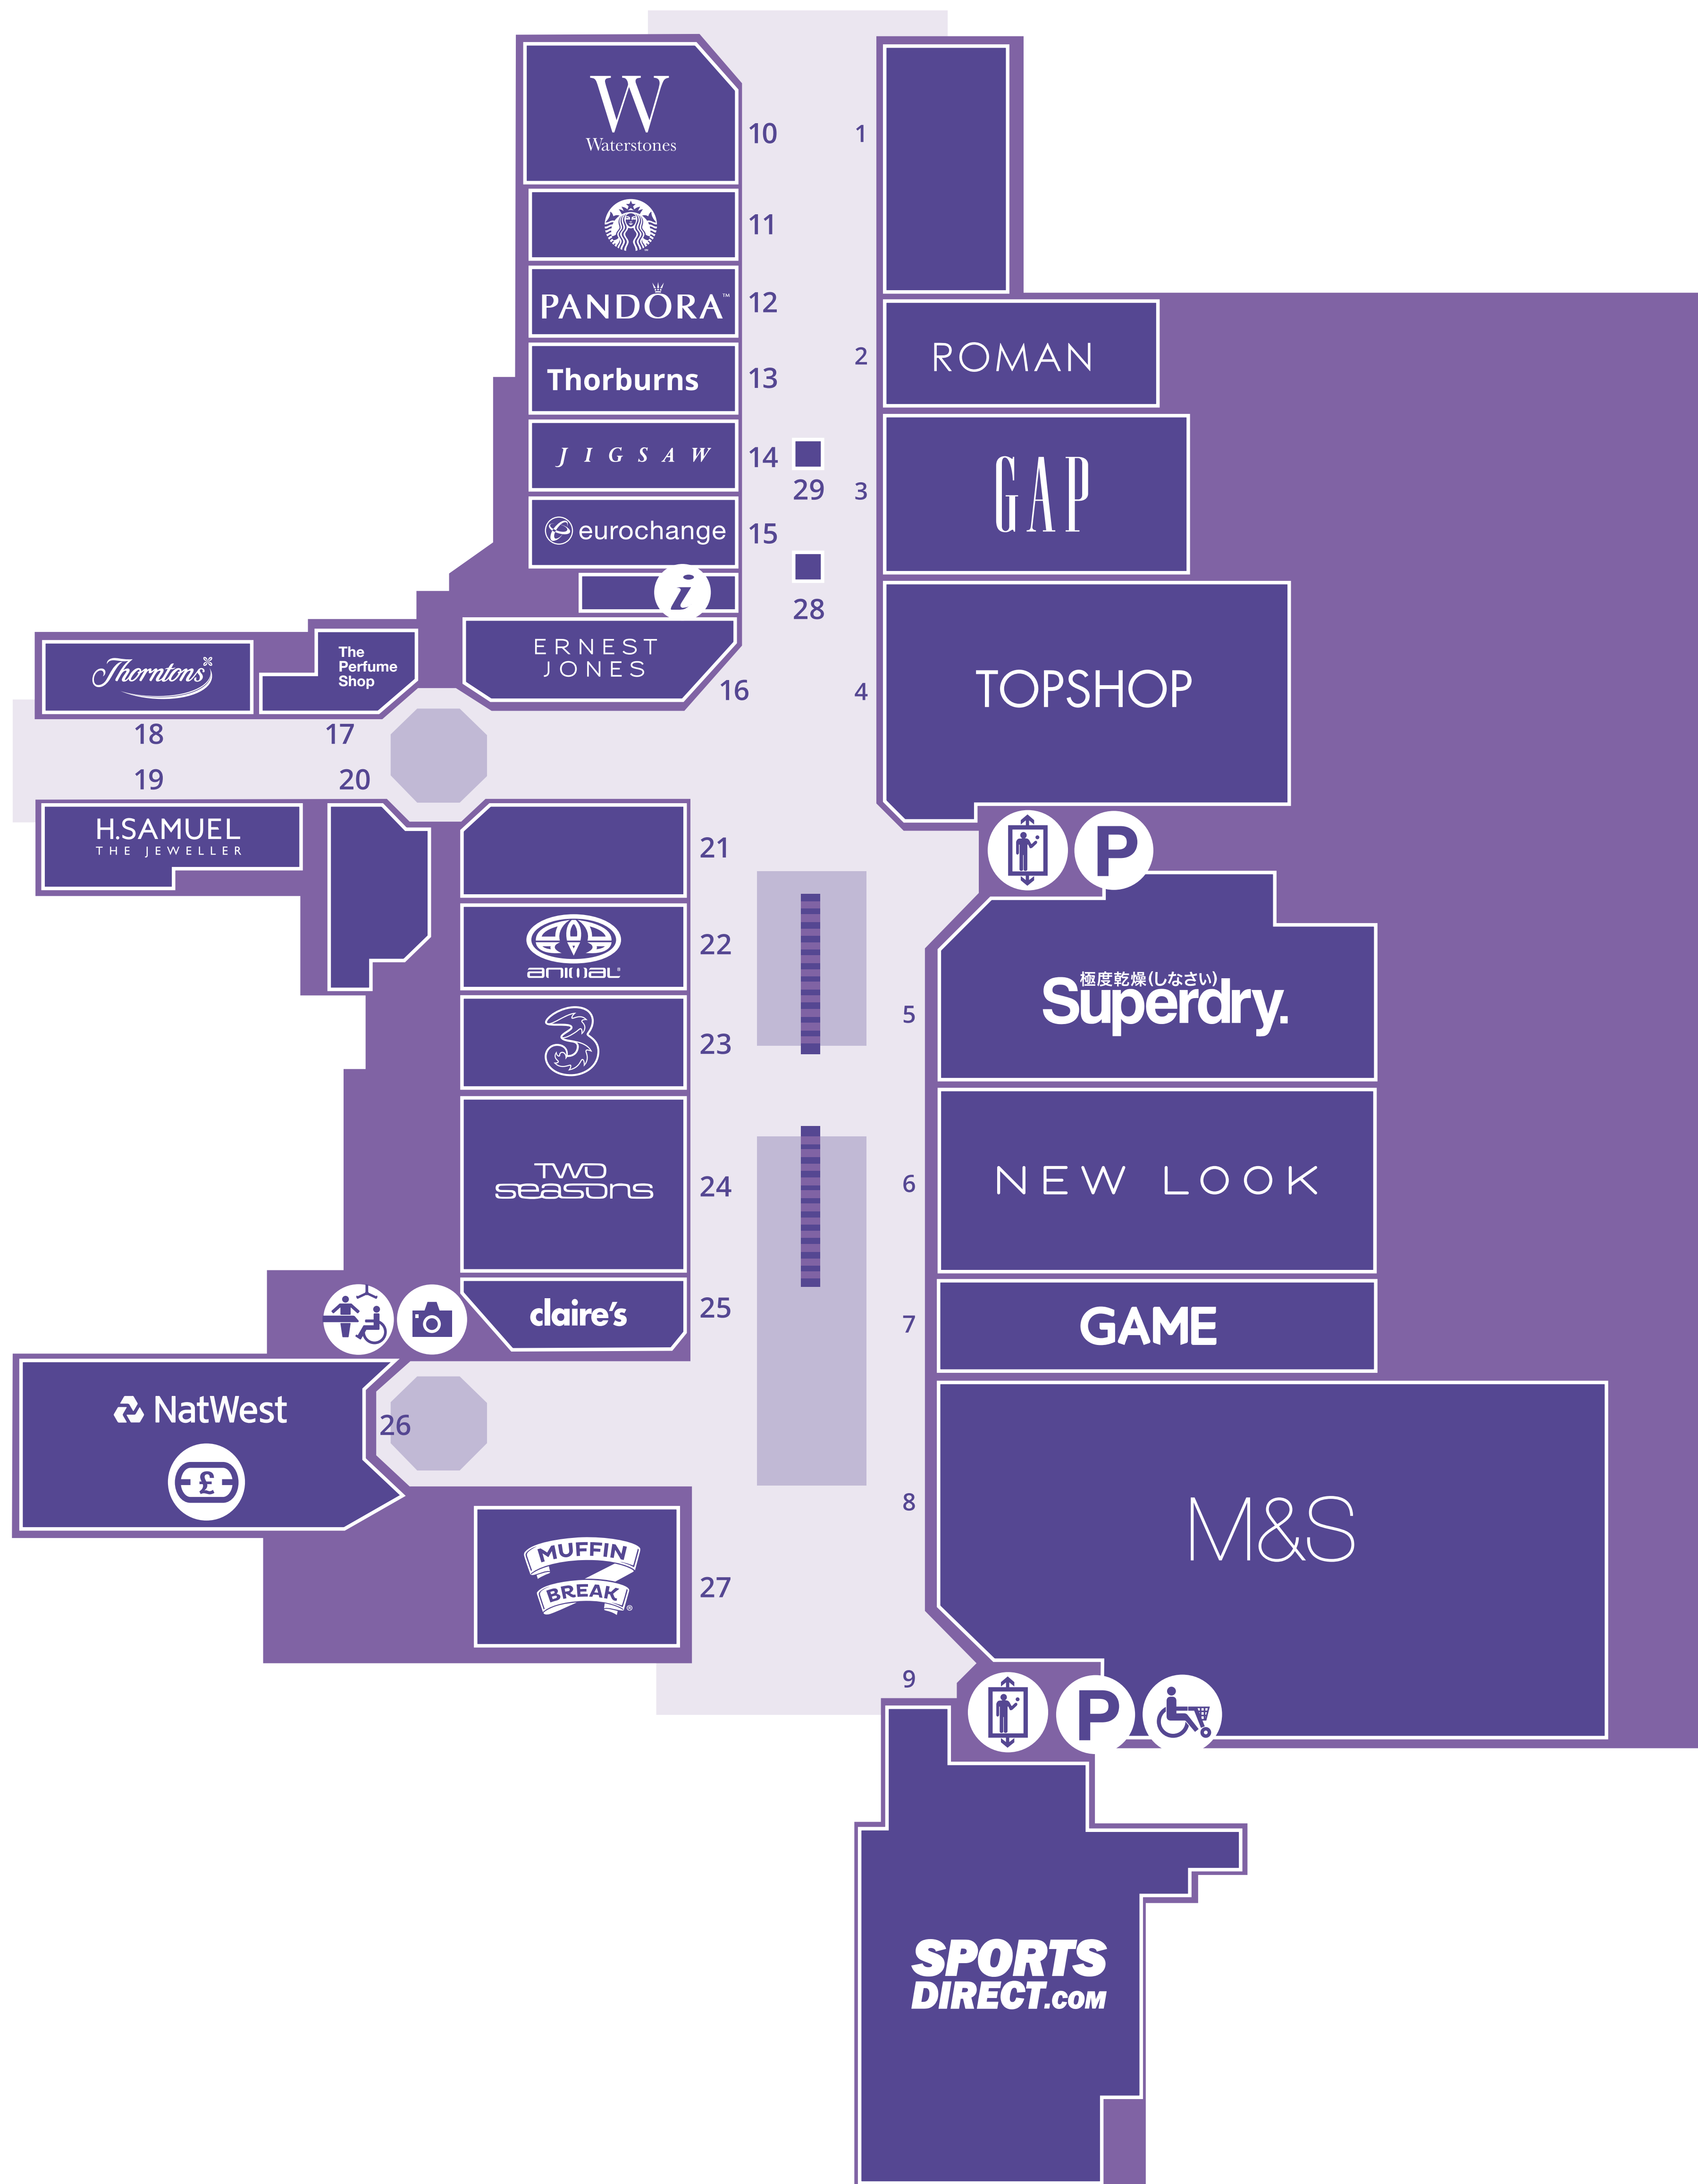 W
Waterstones
10
1
11
PANDORA™
12
Thorburns
13
ROMAN
2
JIGSAW
14
29
GAP
3
eurochange
15
28
i
ERNEST
JONES
16
TOPSHOP
4
Thorntons
18
The
Perfume
Shop
17
19
20
H.SAMUEL
THE JEWELLER
P
21
animal®
22
極度乾燥(しなさい)
Superdry.
5
3
23
TWO
seasons
24
NEW LOOK
6
claire's
25
GAME
7
NatWest
£
26
M&S
8
MUFFIN
BREAK®
27
9
P
SPORTS
DIRECT.COM